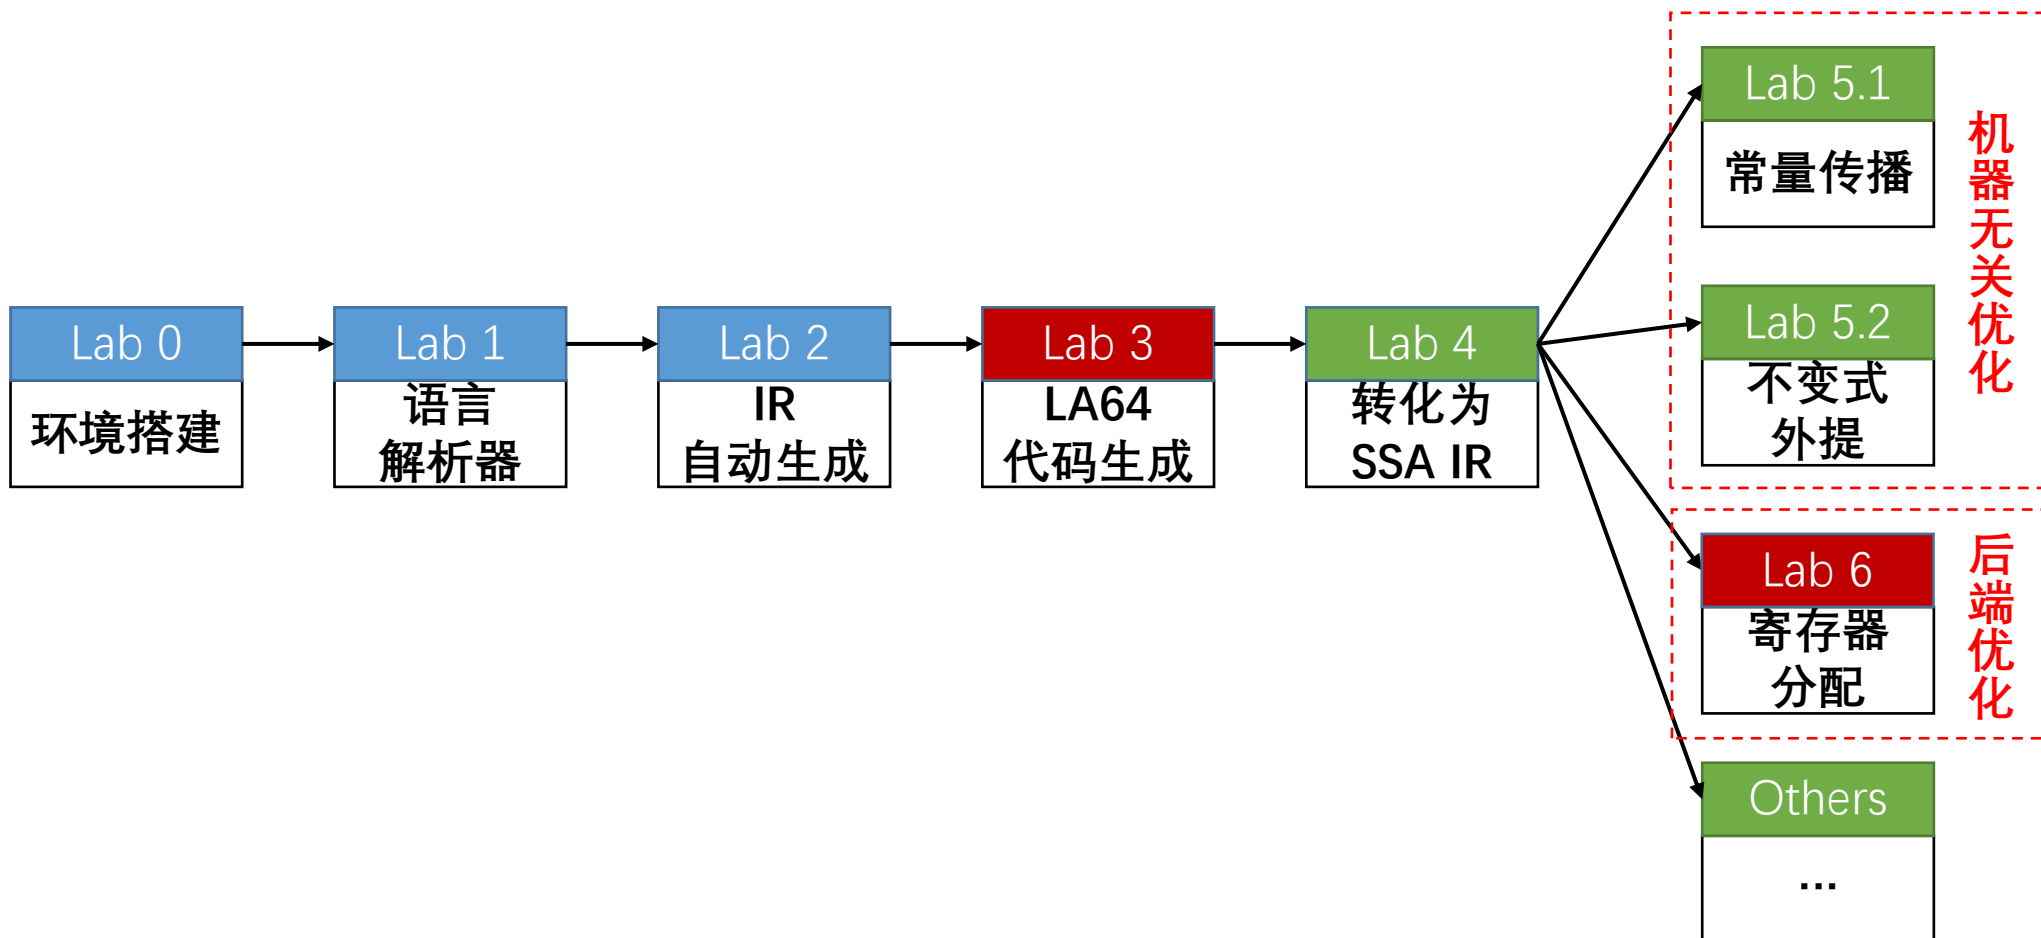 Lab 0
环境搭建
Lab 1
语言
解析器
Lab 2
IR
自动生成
Lab 3
LA64
代码生成
Lab 4
转化为
SSA IR
Lab 5.1
常量传播
Lab 5.2
不变式
外提
机器无关优化
Lab 6
寄存器
分配
后端优化
Others
...